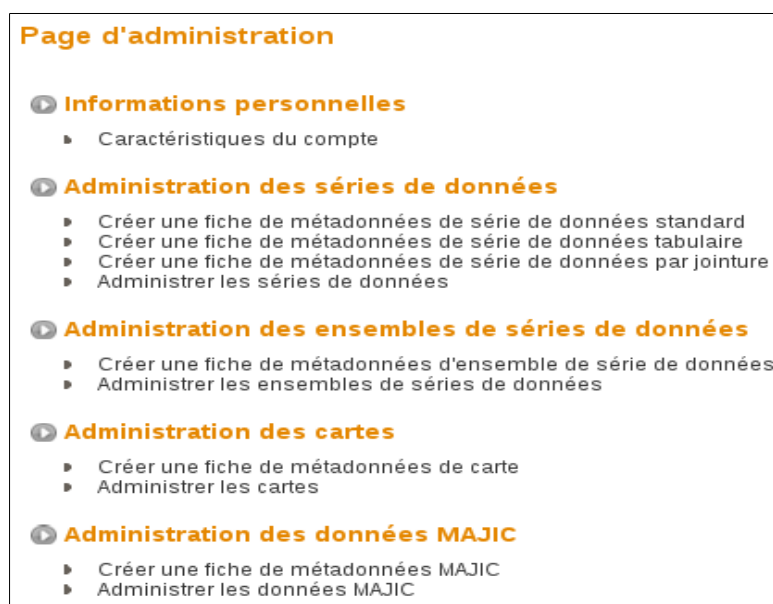 Page d'administration
Informations personnelles
Caractéristiques du compte
Administration des séries de données
Créer une fiche de métadonnées de série de données standard
Créer une fiche de métadonnées de série de données tabulaire
Créer une fiche de métadonnées de série de données par jointure
Administrer les séries de données
Administration des ensembles de séries de données
Créer une fiche de métadonnées d'ensemble de série de données
Administrer les ensembles de séries de données
Administration des cartes
Créer une fiche de métadonnées de carte
Administrer les cartes
Administration des données MAJIC
Créer une fiche de métadonnées MAJIC
Administrer les données MAJIC